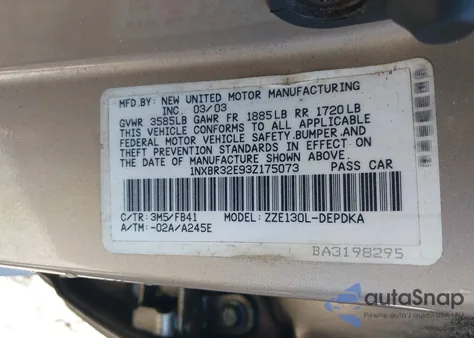 MFD.BY: NEW UNITED MOTOR MANUFACTURING
INC. 03/03
GVWR 3585LB GAWR FR 1885LB RR 1720LB
THIS VEHICLE CONFORMS TO ALL APPLICABLE
FEDERAL MOTOR VEHICLE SAFETY,BUMPER,AND
THEFT PREVENTION STANDARDS IN EFFECT ON
THE DATE OF MANUFACTURE SHOWN ABOVE.
1NXBR32E93Z175073 PASS CAR
C/TR: 3M5/FB41 MODEL: ZZE130L-DEPDKA
A/TM: -02A/A245E
BA3198295
autoSnap